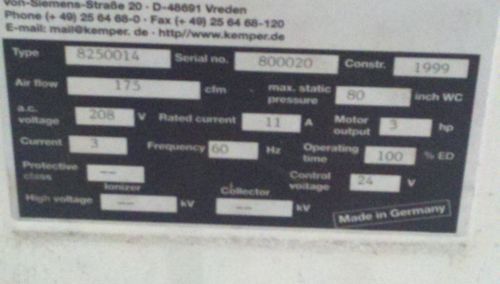 von-Siemens-Straße 20 · D-48691 Vreden
Phone (+ 49) 25 64 68-0 · Fax (+ 49) 25 64 68-120
E-mail: mail@kemper. de · http//www.kemper.de
Type 8250014 Serial no. 800020 Constr. 1999
Air flow 175 cfm max. static pressure 80 inch WC
a.c. voltage 208 V Rated current 11 A Motor output 3 hp
Current 3 Frequency 60 Hz Operating time 100 % ED
Protective class -- Control voltage 24 V
Ionizer Collector
High voltage -- kV -- kV
Made in Germany